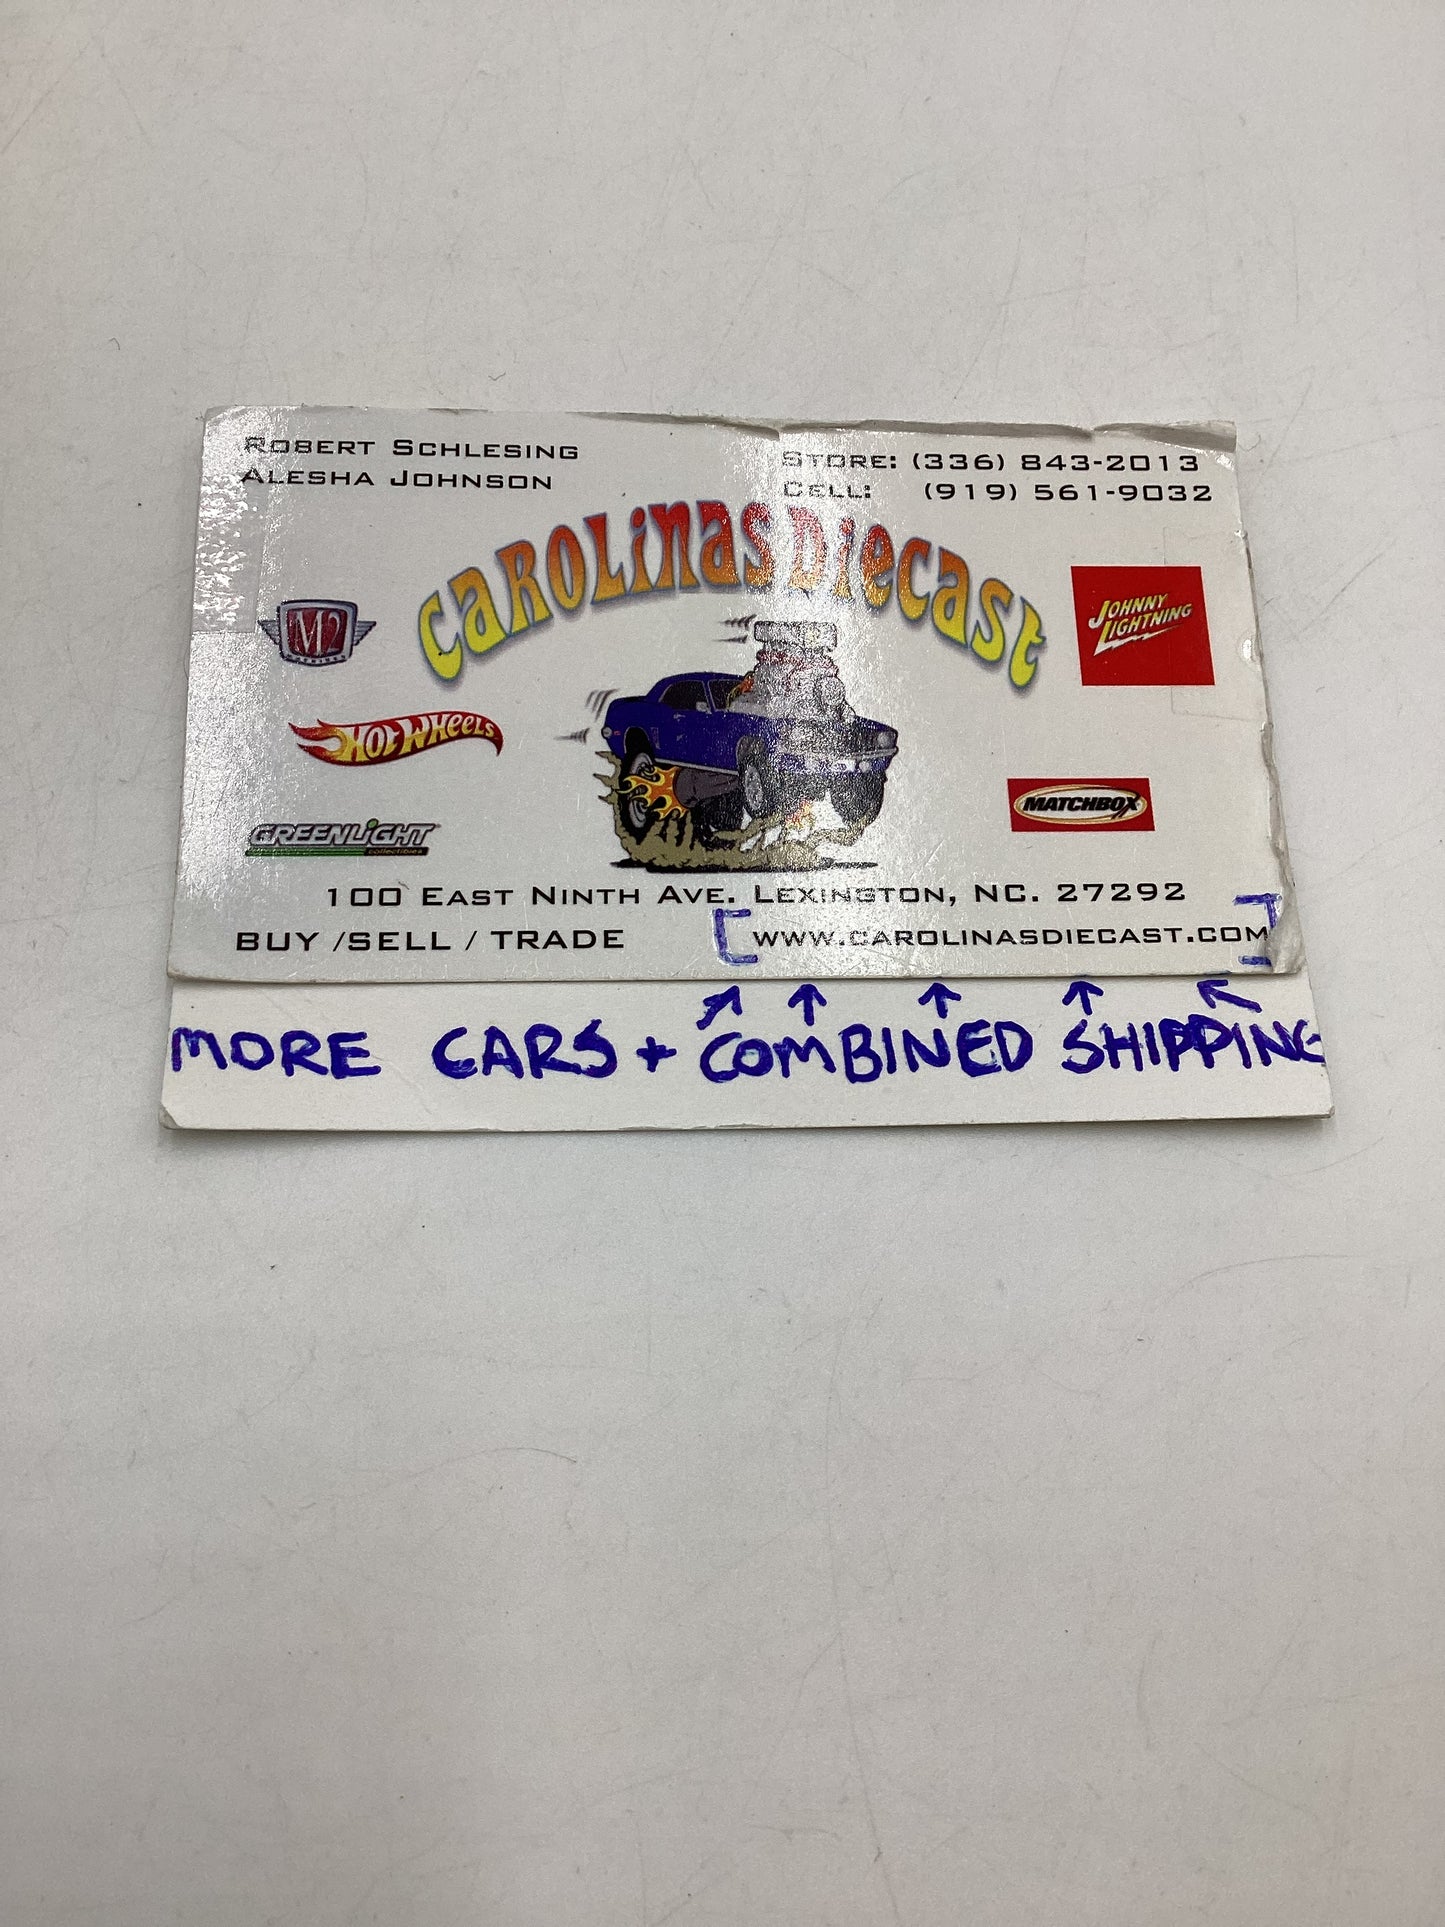 ROBERT SCHLESING
ALESHA JOHNSON
STORE: (336) 843-2013
CELL: (919) 561-9032
CAROLINAS DIECAST
M2
MACHINES
JOHNNY
LIGHTNING
HOT WHEELS
MATCHBOX
GREENLIGHT
collectibles
100 EAST NINTH AVE. LEXINGTON, NC. 27292
BUY /SELL / TRADE
WWW.CAROLINASDIECAST.COM
MORE CARS + COMBINED SHIPPING